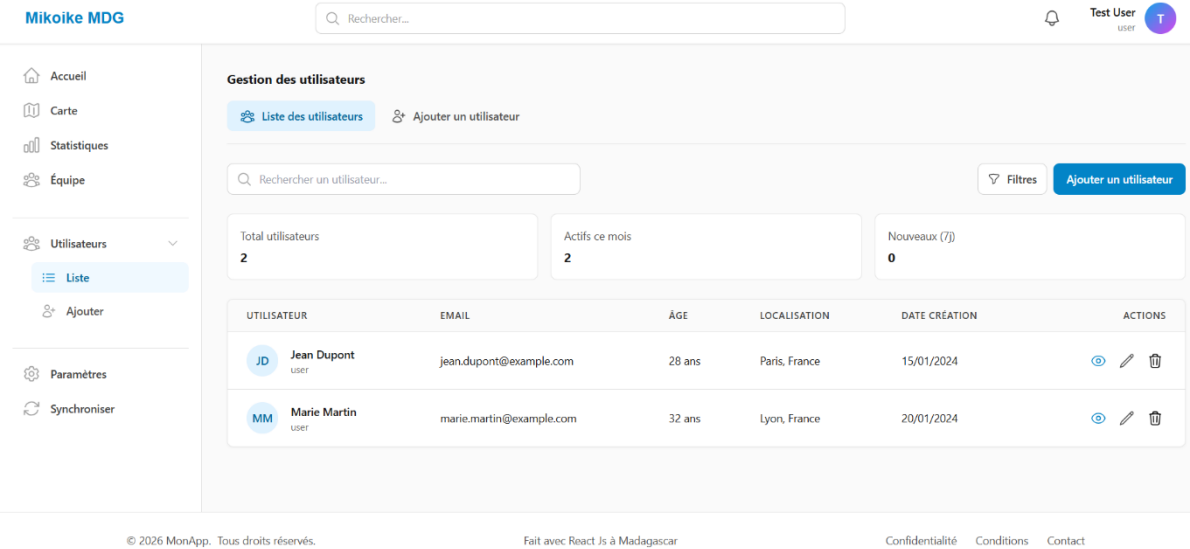 Mikoike MDG
Rechercher...
Test User
user
T
Accueil
Carte
Statistiques
Équipe
Utilisateurs
Liste
Ajouter
Paramètres
Synchroniser
Gestion des utilisateurs
Liste des utilisateurs
Ajouter un utilisateur
Rechercher un utilisateur...
Filtres
Ajouter un utilisateur
Total utilisateurs
2
Actifs ce mois
2
Nouveaux (7j)
0
UTILISATEUR EMAIL ÂGE LOCALISATION DATE CRÉATION ACTIONS
JD Jean Dupont jean.dupont@example.com 28 ans Paris, France 15/01/2024
user
MM Marie Martin marie.martin@example.com 32 ans Lyon, France 20/01/2024
user
© 2026 MonApp. Tous droits réservés. Fait avec React Js à Madagascar Confidentialité Conditions Contact